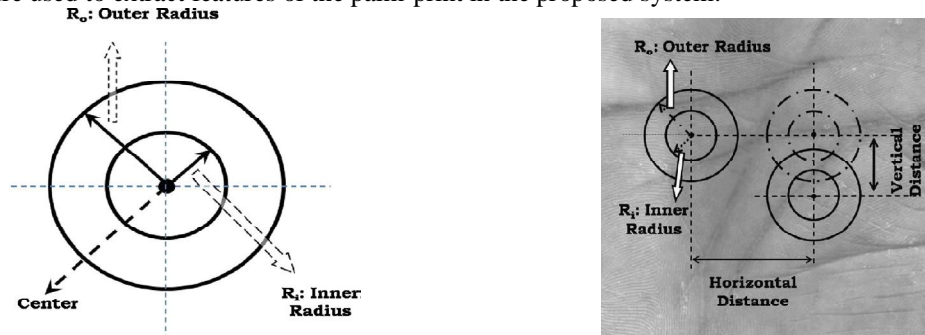 are used to extract features of the palm print in the proposed system.
Rₒ: Outer Radius
Center
Rᵢ: Inner
Radius
Rₒ: Outer Radius
Rᵢ: Inner
Radius
Vertical
Distance
Horizontal
Distance